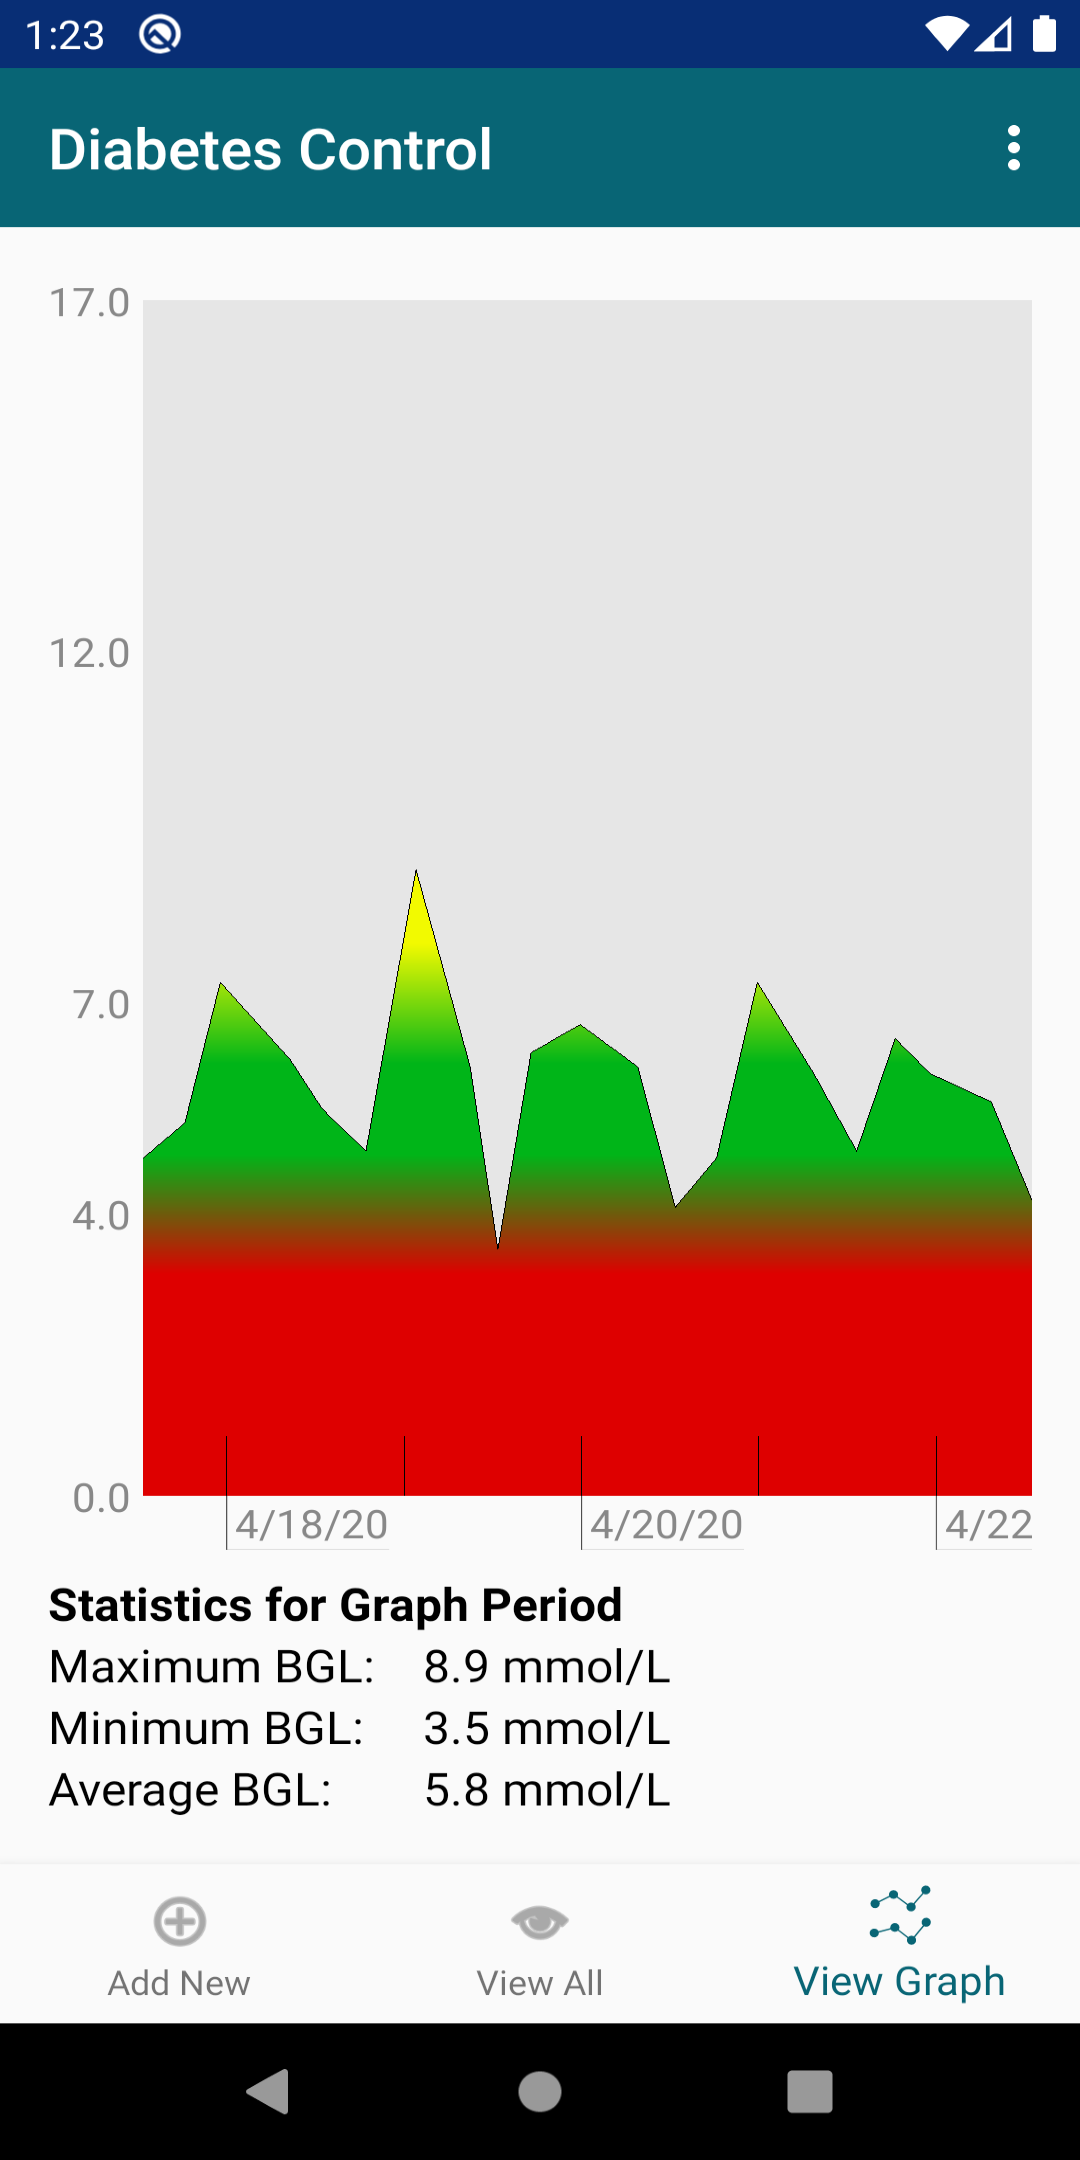 1:23
Diabetes Control
17.0
12.0
7.0
4.0
0.0
4/18/20 4/20/20 4/22
Statistics for Graph Period
Maximum BGL: 8.9 mmol/L
Minimum BGL: 3.5 mmol/L
Average BGL: 5.8 mmol/L
Add New View All View Graph